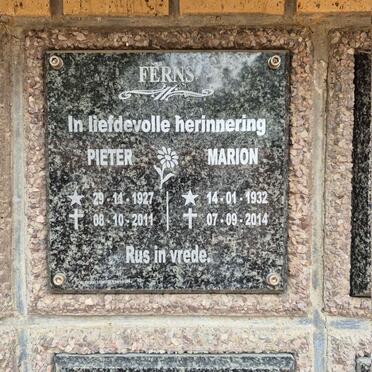 FERNS
In liefdevolle herinnering
PIETER MARION
29-11-1927 14-01-1932
08-10-2011 07-09-2014
Rus in vrede.